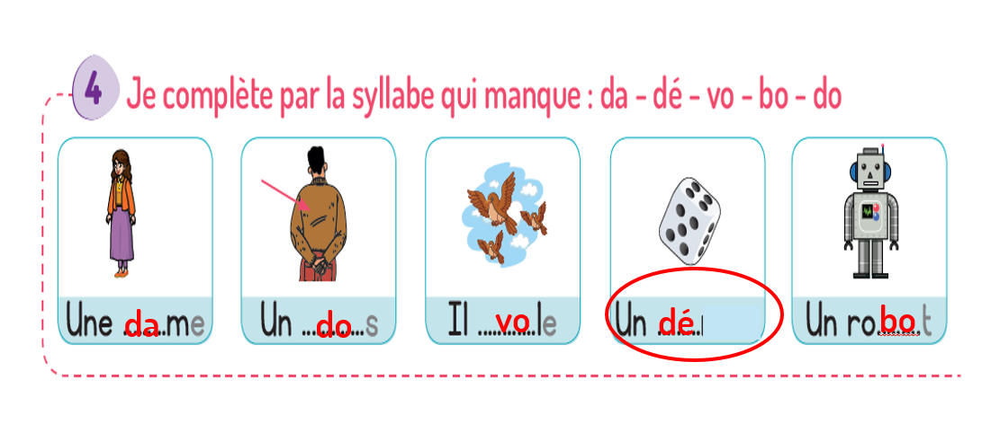 4 Je complète par la syllabe qui manque : da - dé - vo - bo - do
Une ...da...me
Un ...do...s
Il ...vo...le
Un ...dé...
Un ro...bo...t